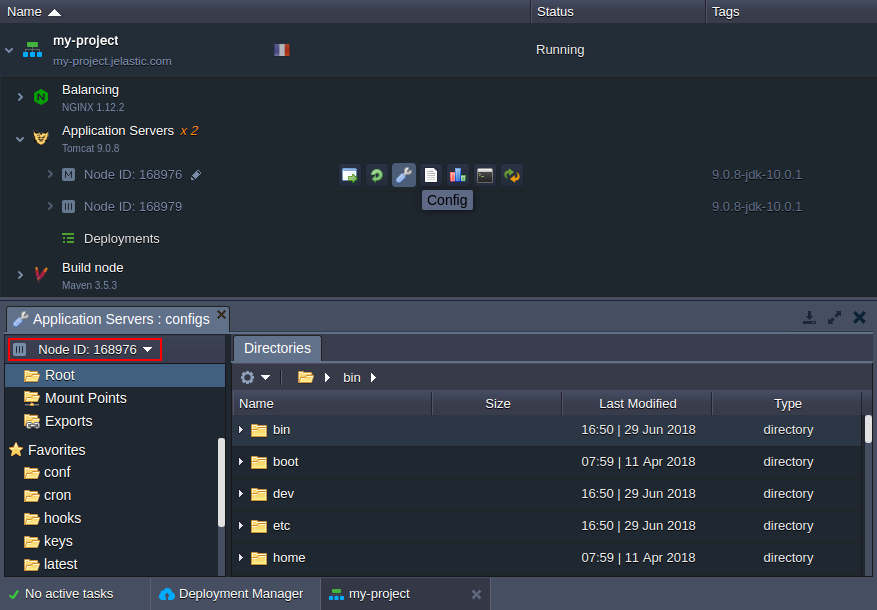 Name Status Tags
my-project
my-project.jelastic.com
Running
Balancing
NGINX 1.12.2
Application Servers x 2
Tomcat 9.0.8
M Node ID: 168976 9.0.8-jdk-10.0.1
Node ID: 168979 9.0.8-jdk-10.0.1
Config
Deployments
Build node
Maven 3.5.3
Application Servers : configs
Node ID: 168976
Root
Mount Points
Exports
Favorites
conf
cron
hooks
keys
latest
Directories
bin
Name Size Last Modified Type
bin 16:50 | 29 Jun 2018 directory
boot 07:59 | 11 Apr 2018 directory
dev 16:50 | 29 Jun 2018 directory
etc 16:50 | 29 Jun 2018 directory
home 07:59 | 11 Apr 2018 directory
No active tasks Deployment Manager my-project